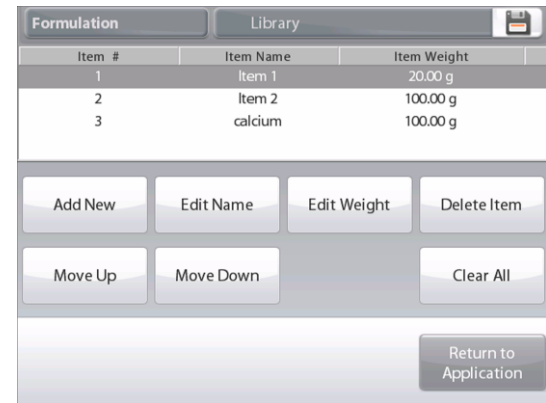 Formulation Library
Item # Item Name Item Weight
1 Item 1 20.00 g
2 Item 2 100.00 g
3 calcium 100.00 g
Add New Edit Name Edit Weight Delete Item
Move Up Move Down Clear All
Return to
Application